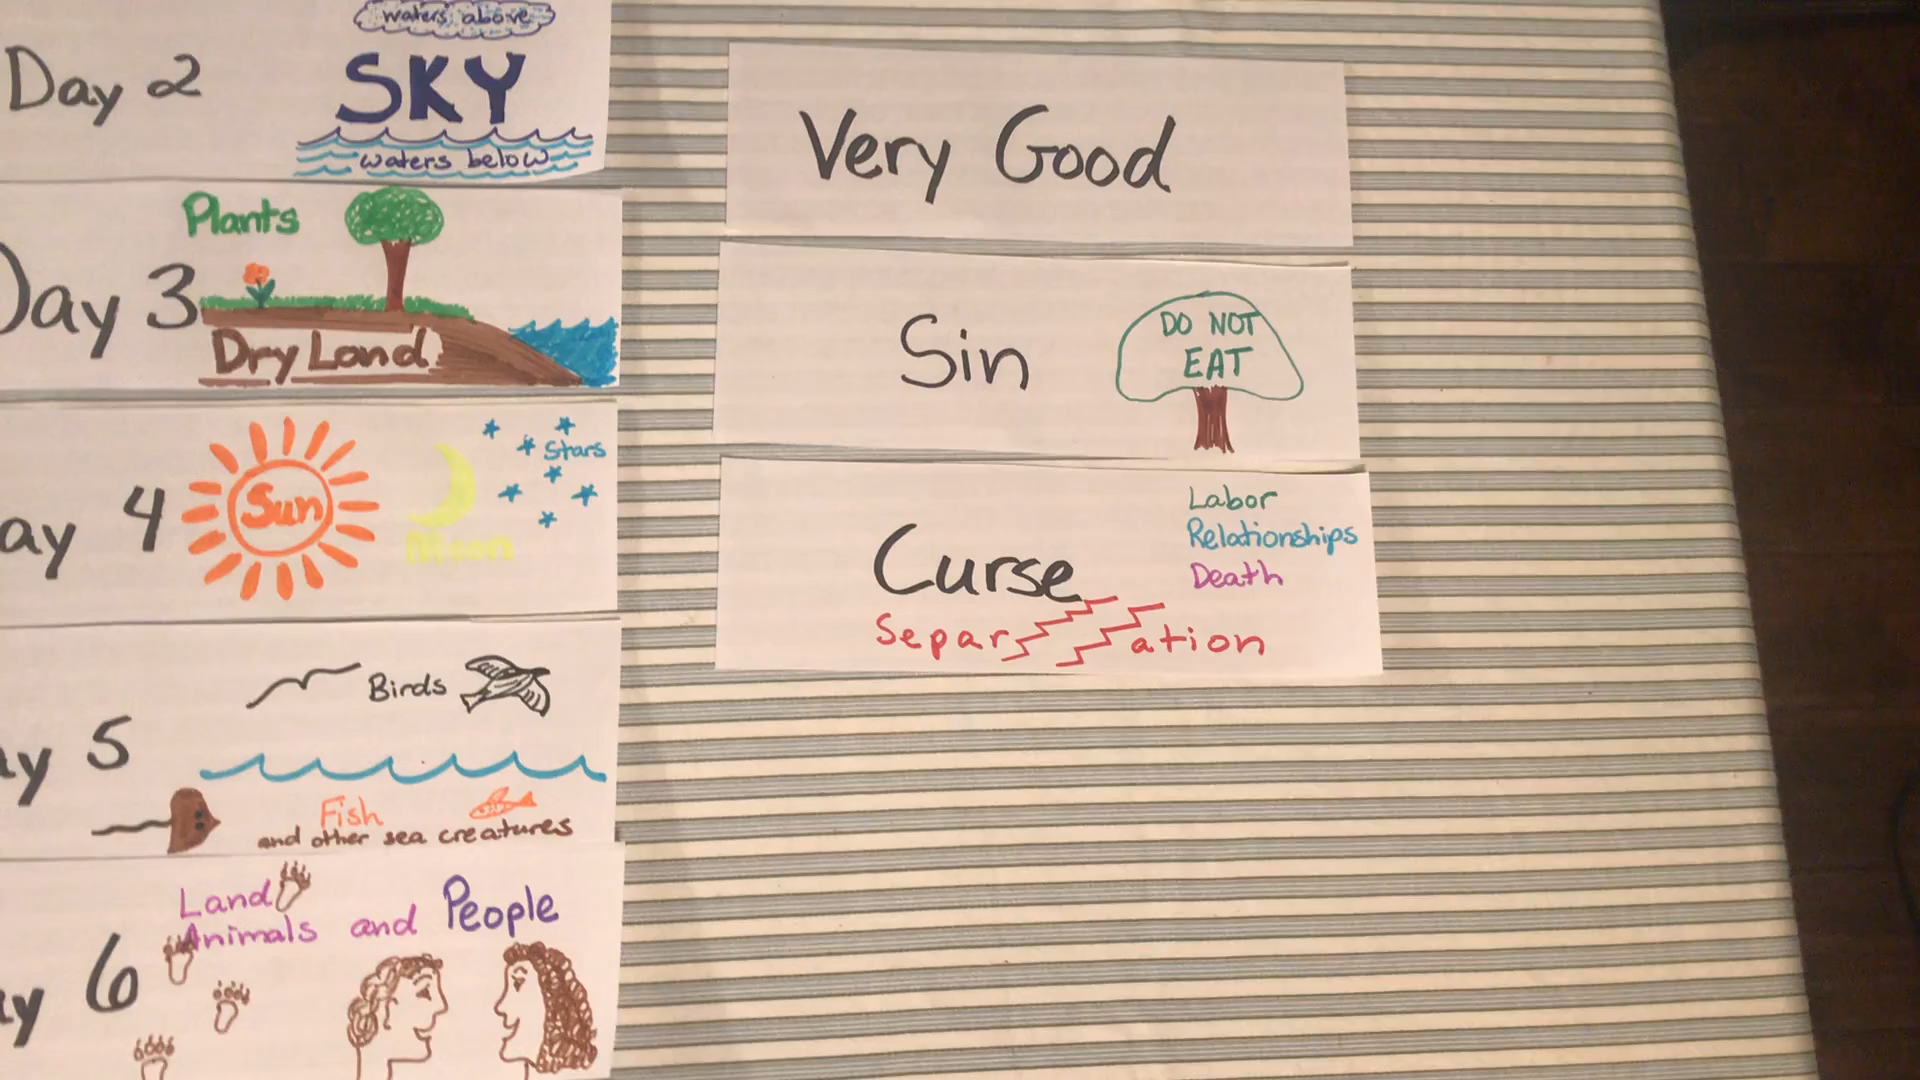 waters above
Day 2
SKY
waters below
Plants
Day 3
Dry Land
ay 4
Sun
Moon
Stars
Birds
ay 5
Fish
and other sea creatures
Land
Animals and People
y 6
Very Good
Sin
DO NOT
EAT
Curse
Labor
Relationships
Death
Separation